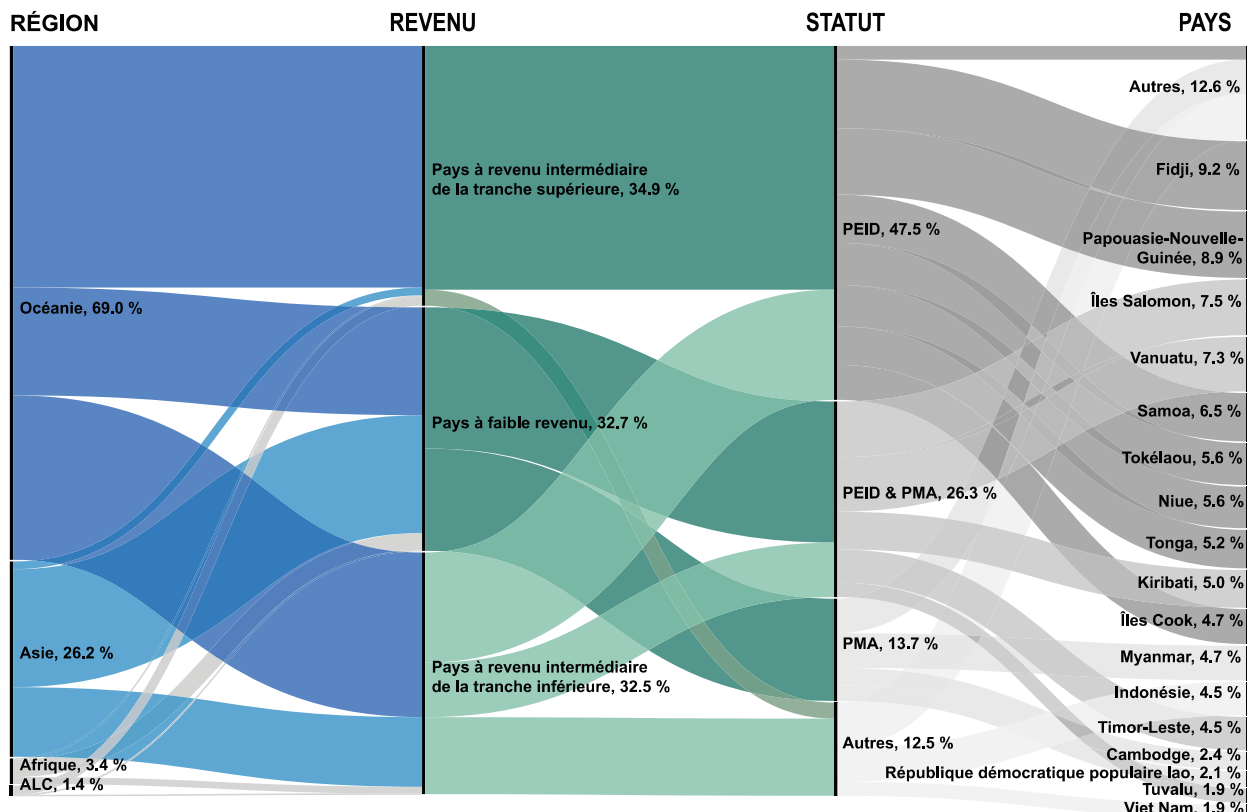 RÉGION
REVENU
STATUT
PAYS
Océanie, 69.0 %
Asie, 26.2 %
Afrique, 3.4 %
ALC, 1.4 %
Pays à revenu intermédiaire
de la tranche supérieure, 34.9 %
Pays à faible revenu, 32.7 %
Pays à revenu intermédiaire
de la tranche inférieure, 32.5 %
PEID, 47.5 %
PEID & PMA, 26.3 %
PMA, 13.7 %
Autres, 12.5 %
Autres, 12.6 %
Fidji, 9.2 %
Papouasie-Nouvelle-
Guinée, 8.9 %
Îles Salomon, 7.5 %
Vanuatu, 7.3 %
Samoa, 6.5 %
Tokélaou, 5.6 %
Niue, 5.6 %
Tonga, 5.2 %
Kiribati, 5.0 %
Îles Cook, 4.7 %
Myanmar, 4.7 %
Indonésie, 4.5 %
Timor-Leste, 4.5 %
Cambodge, 2.4 %
République démocratique populaire lao, 2.1 %
Tuvalu, 1.9 %
Viet Nam, 1.9 %